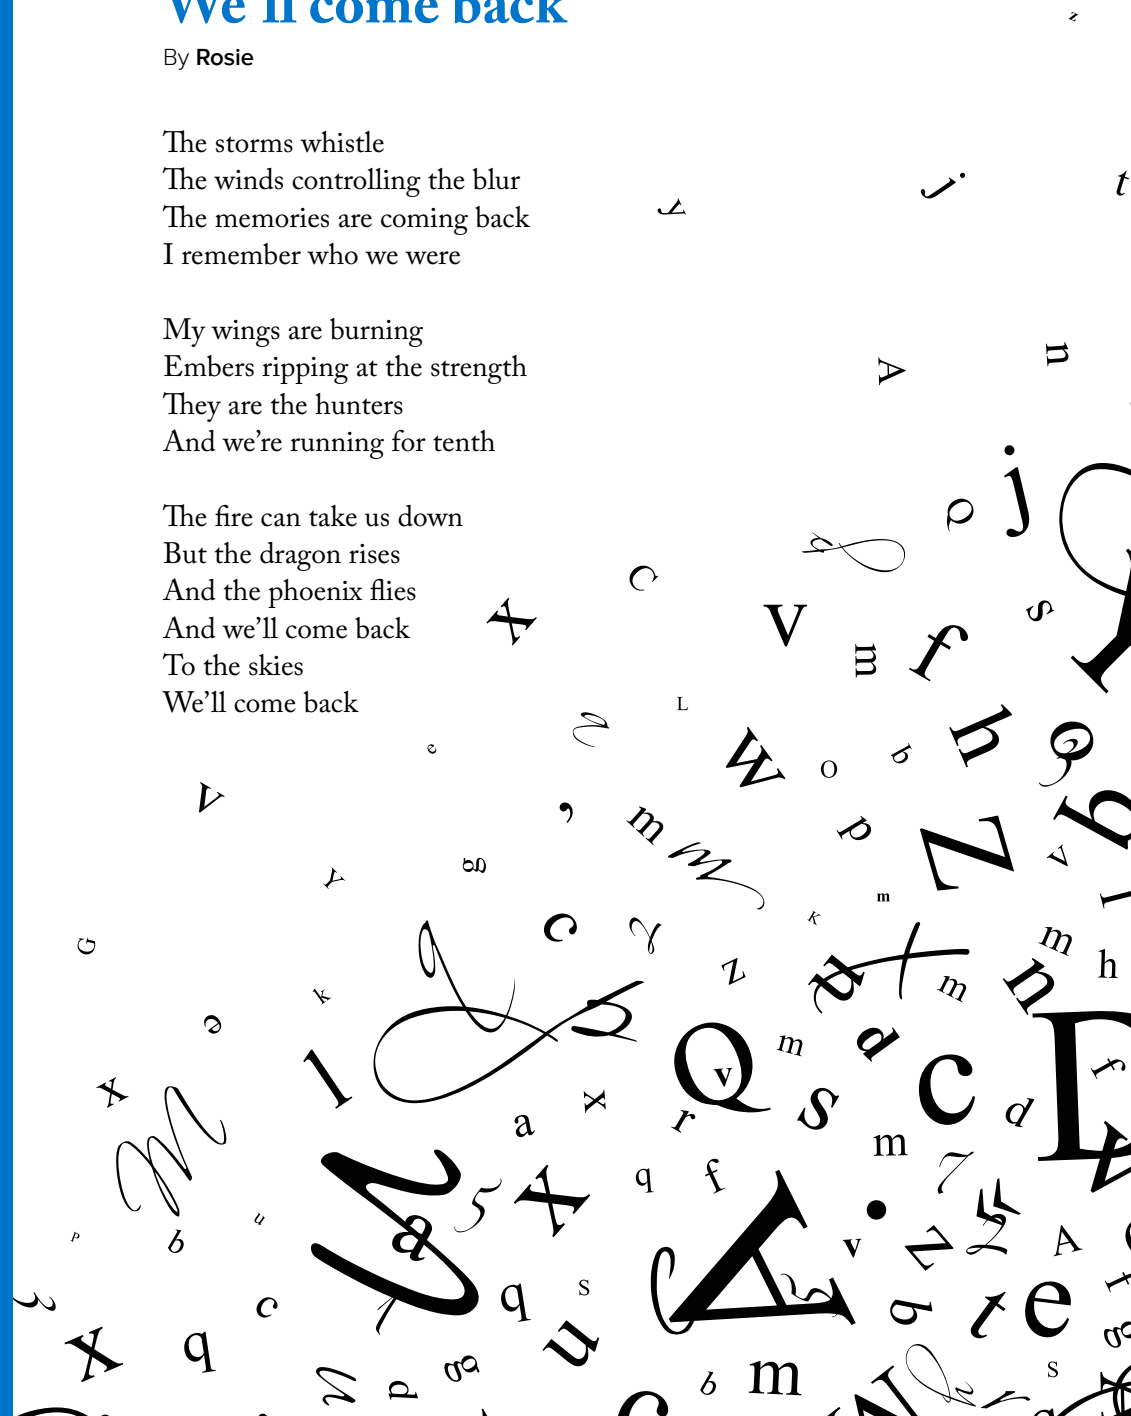 We'll come back
By Rosie
The storms whistle
The winds controlling the blur
The memories are coming back
I remember who we were
My wings are burning
Embers ripping at the strength
They are the hunters
And we're running for tenth
The fire can take us down
But the dragon rises
And the phoenix flies
And we'll come back
To the skies
We'll come back